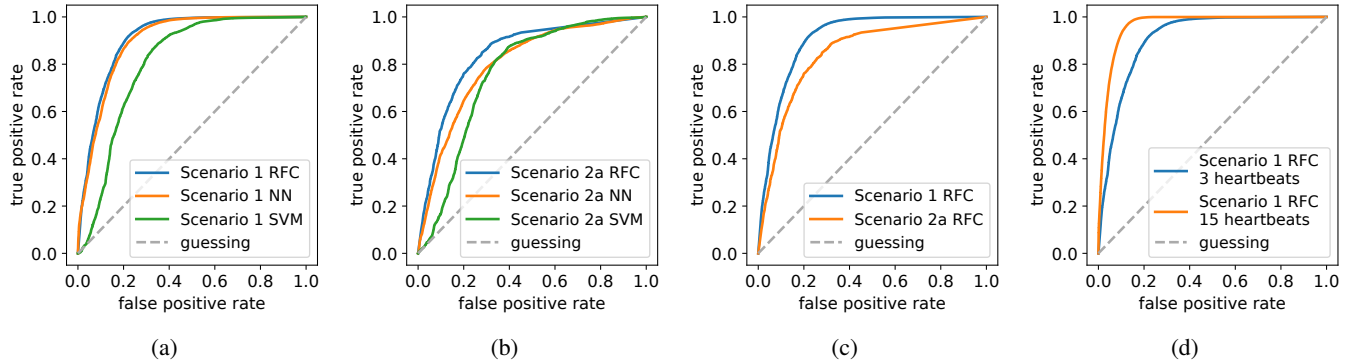 1.0
0.8
0.6
0.4
0.2
0.0
true positive rate
Scenario 1 RFC
Scenario 1 NN
Scenario 1 SVM
guessing
0.0 0.2 0.4 0.6 0.8 1.0
false positive rate
(a)
1.0
0.8
0.6
0.4
0.2
0.0
true positive rate
Scenario 2a RFC
Scenario 2a NN
Scenario 2a SVM
guessing
0.0 0.2 0.4 0.6 0.8 1.0
false positive rate
(b)
1.0
0.8
0.6
0.4
0.2
0.0
true positive rate
Scenario 1 RFC
Scenario 2a RFC
guessing
0.0 0.2 0.4 0.6 0.8 1.0
false positive rate
(c)
1.0
0.8
0.6
0.4
0.2
0.0
true positive rate
Scenario 1 RFC
3 heartbeats
Scenario 1 RFC
15 heartbeats
guessing
0.0 0.2 0.4 0.6 0.8 1.0
false positive rate
(d)